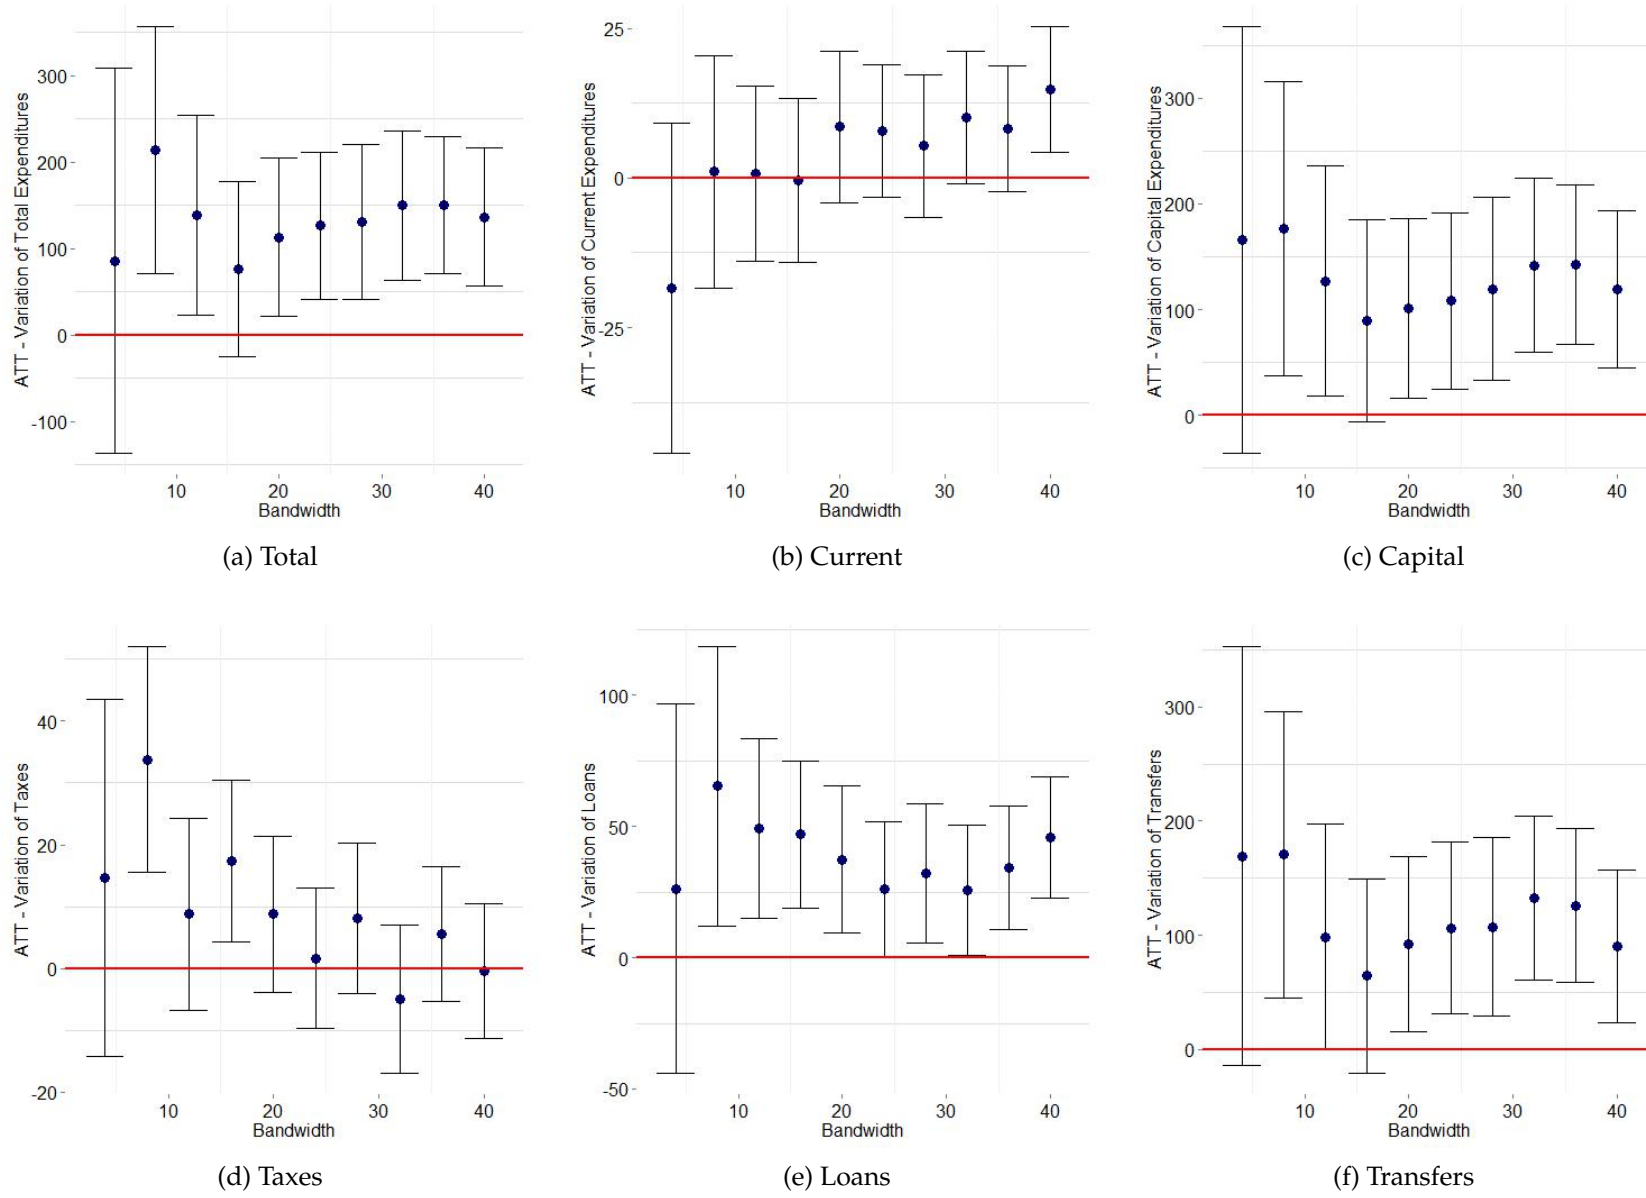 ATT - Variation of Total Expenditures
300
200
100
0
-100
10 20 30 40
Bandwidth
(a) Total
ATT - Variation of Current Expenditures
25
0
-25
10 20 30 40
Bandwidth
(b) Current
ATT - Variation of Capital Expenditures
300
200
100
0
10 20 30 40
Bandwidth
(c) Capital
ATT - Variation of Taxes
40
20
0
-20
10 20 30 40
Bandwidth
(d) Taxes
ATT - Variation of Loans
100
50
0
-50
10 20 30 40
Bandwidth
(e) Loans
ATT - Variation of Transfers
300
200
100
0
10 20 30 40
Bandwidth
(f) Transfers